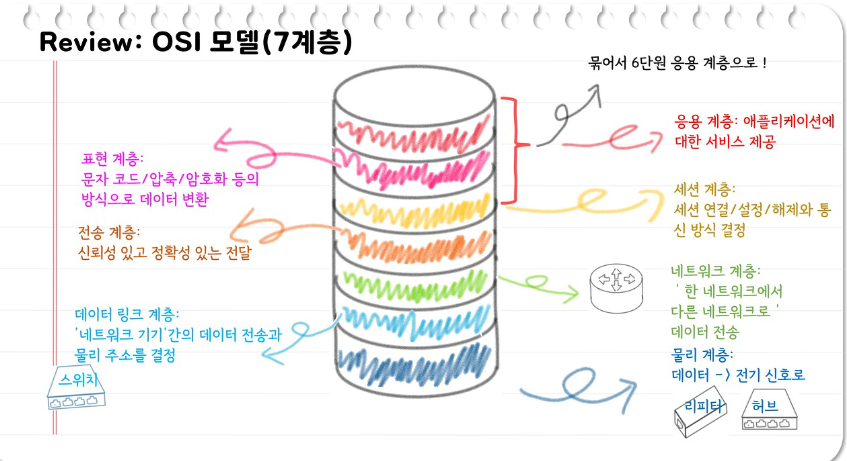 Review: OSI 모델(7계층)
묶어서 6단원 응용 계층으로 !
응용 계층: 애플리케이션에
대한 서비스 제공
표현 계층:
문자 코드/압축/암호화 등의
방식으로 데이터 변환
세션 계층:
세션 연결/설정/해제와 통
신 방식 결정
전송 계층:
신뢰성 있고 정확성 있는 전달
네트워크 계층:
' 한 네트워크에서
다른 네트워크로 '
데이터 전송
데이터 링크 계층:
'네트워크 기기'간의 데이터 전송과
물리 주소를 결정
스위치
물리 계층:
데이터 -> 전기 신호로
리피터
허브